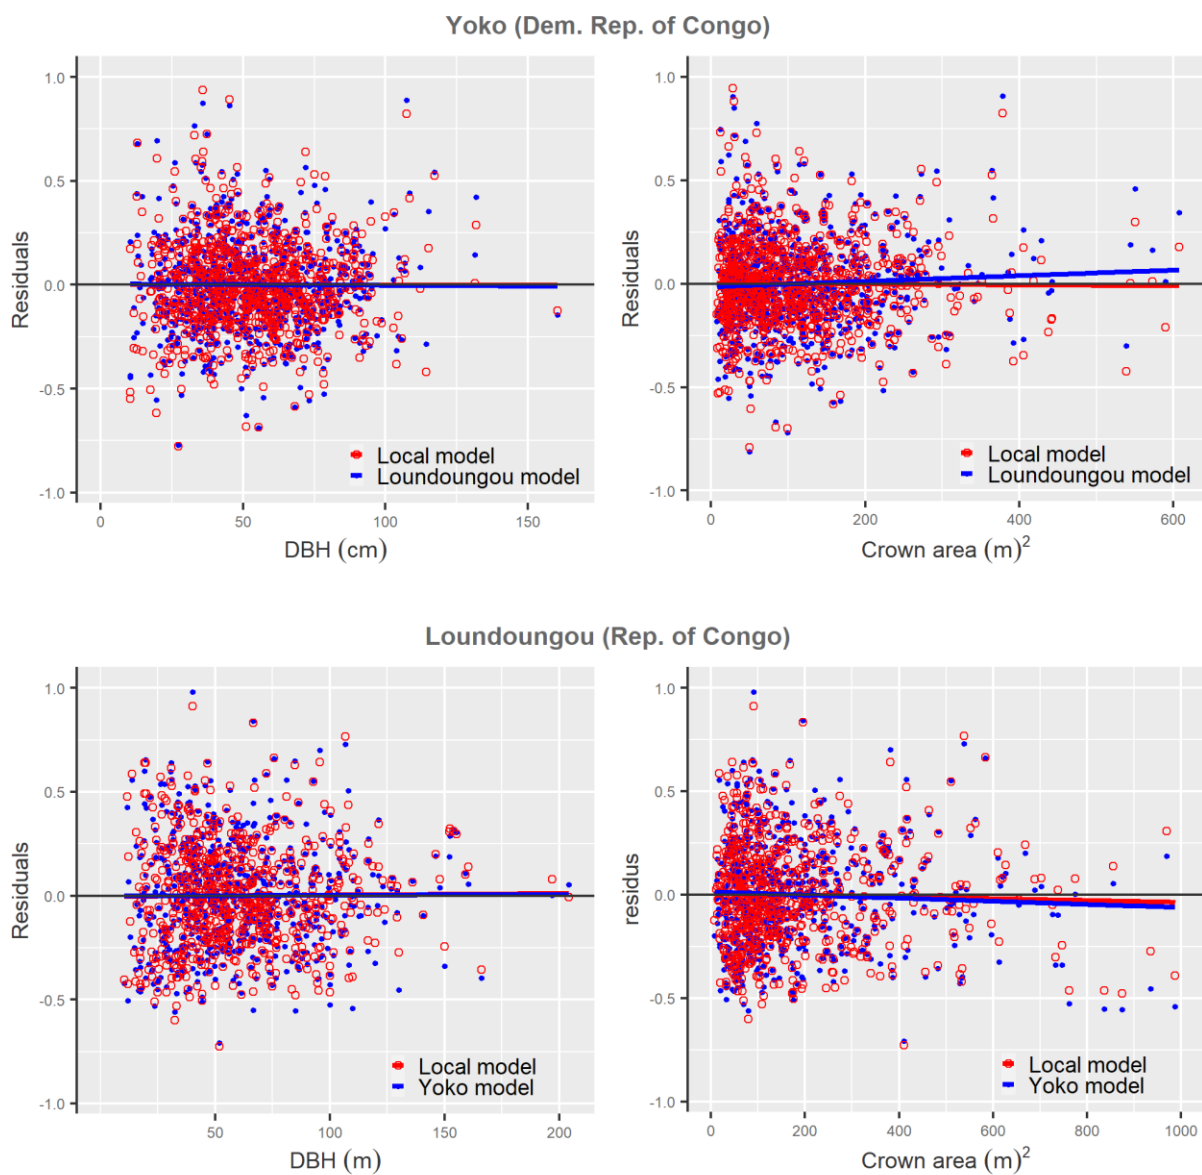 Yoko (Dem. Rep. of Congo)
1.0
0.5
0.0
-0.5
-1.0
Residuals
0
50
100
150
DBH (cm)
Local model
Loundoungou model
1.0
0.5
0.0
-0.5
-1.0
Residuals
0
200
400
600
Crown area (m)²
Local model
Loundoungou model
Loundoungou (Rep. of Congo)
1.0
0.5
0.0
-0.5
-1.0
Residuals
50
100
150
200
DBH (m)
Local model
Yoko model
1.0
0.5
0.0
-0.5
-1.0
residus
0
200
400
600
800
1000
Crown area (m)²
Local model
Yoko model